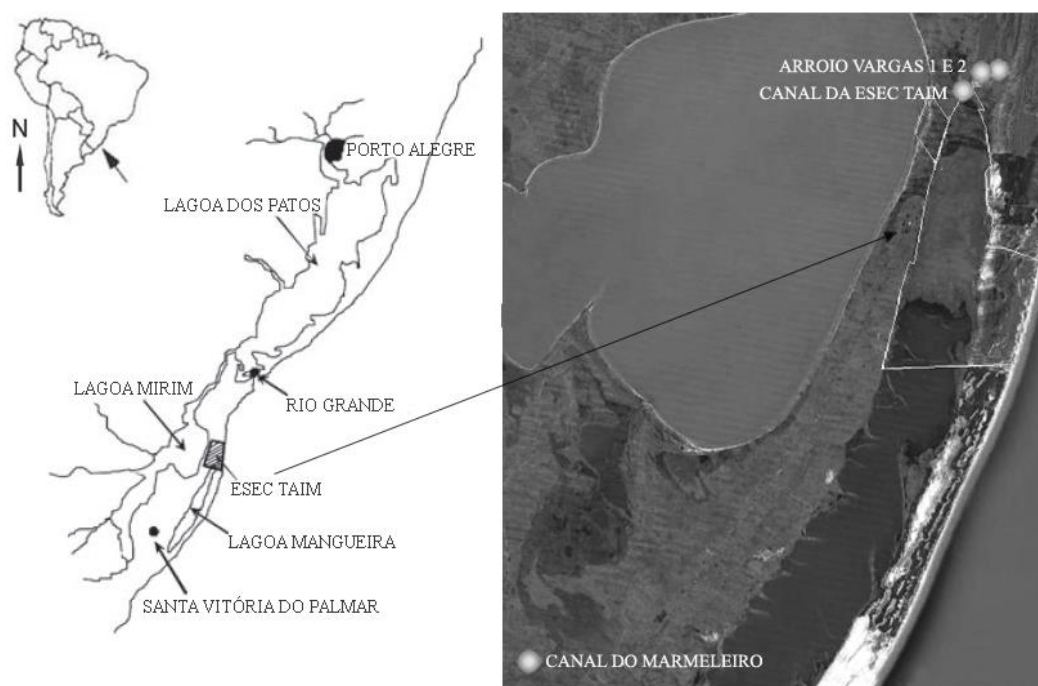 N
PORTO ALEGRE
LAGOA DOS PATOS
LAGOA MIRIM
RIO GRANDE
ESEC TAIM
LAGOA MANGUEIRA
SANTA VITÓRIA DO PALMAR
ARROIO VARGAS 1 E 2
CANAL DA ESEC TAIM
CANAL DO MARMELEIRO